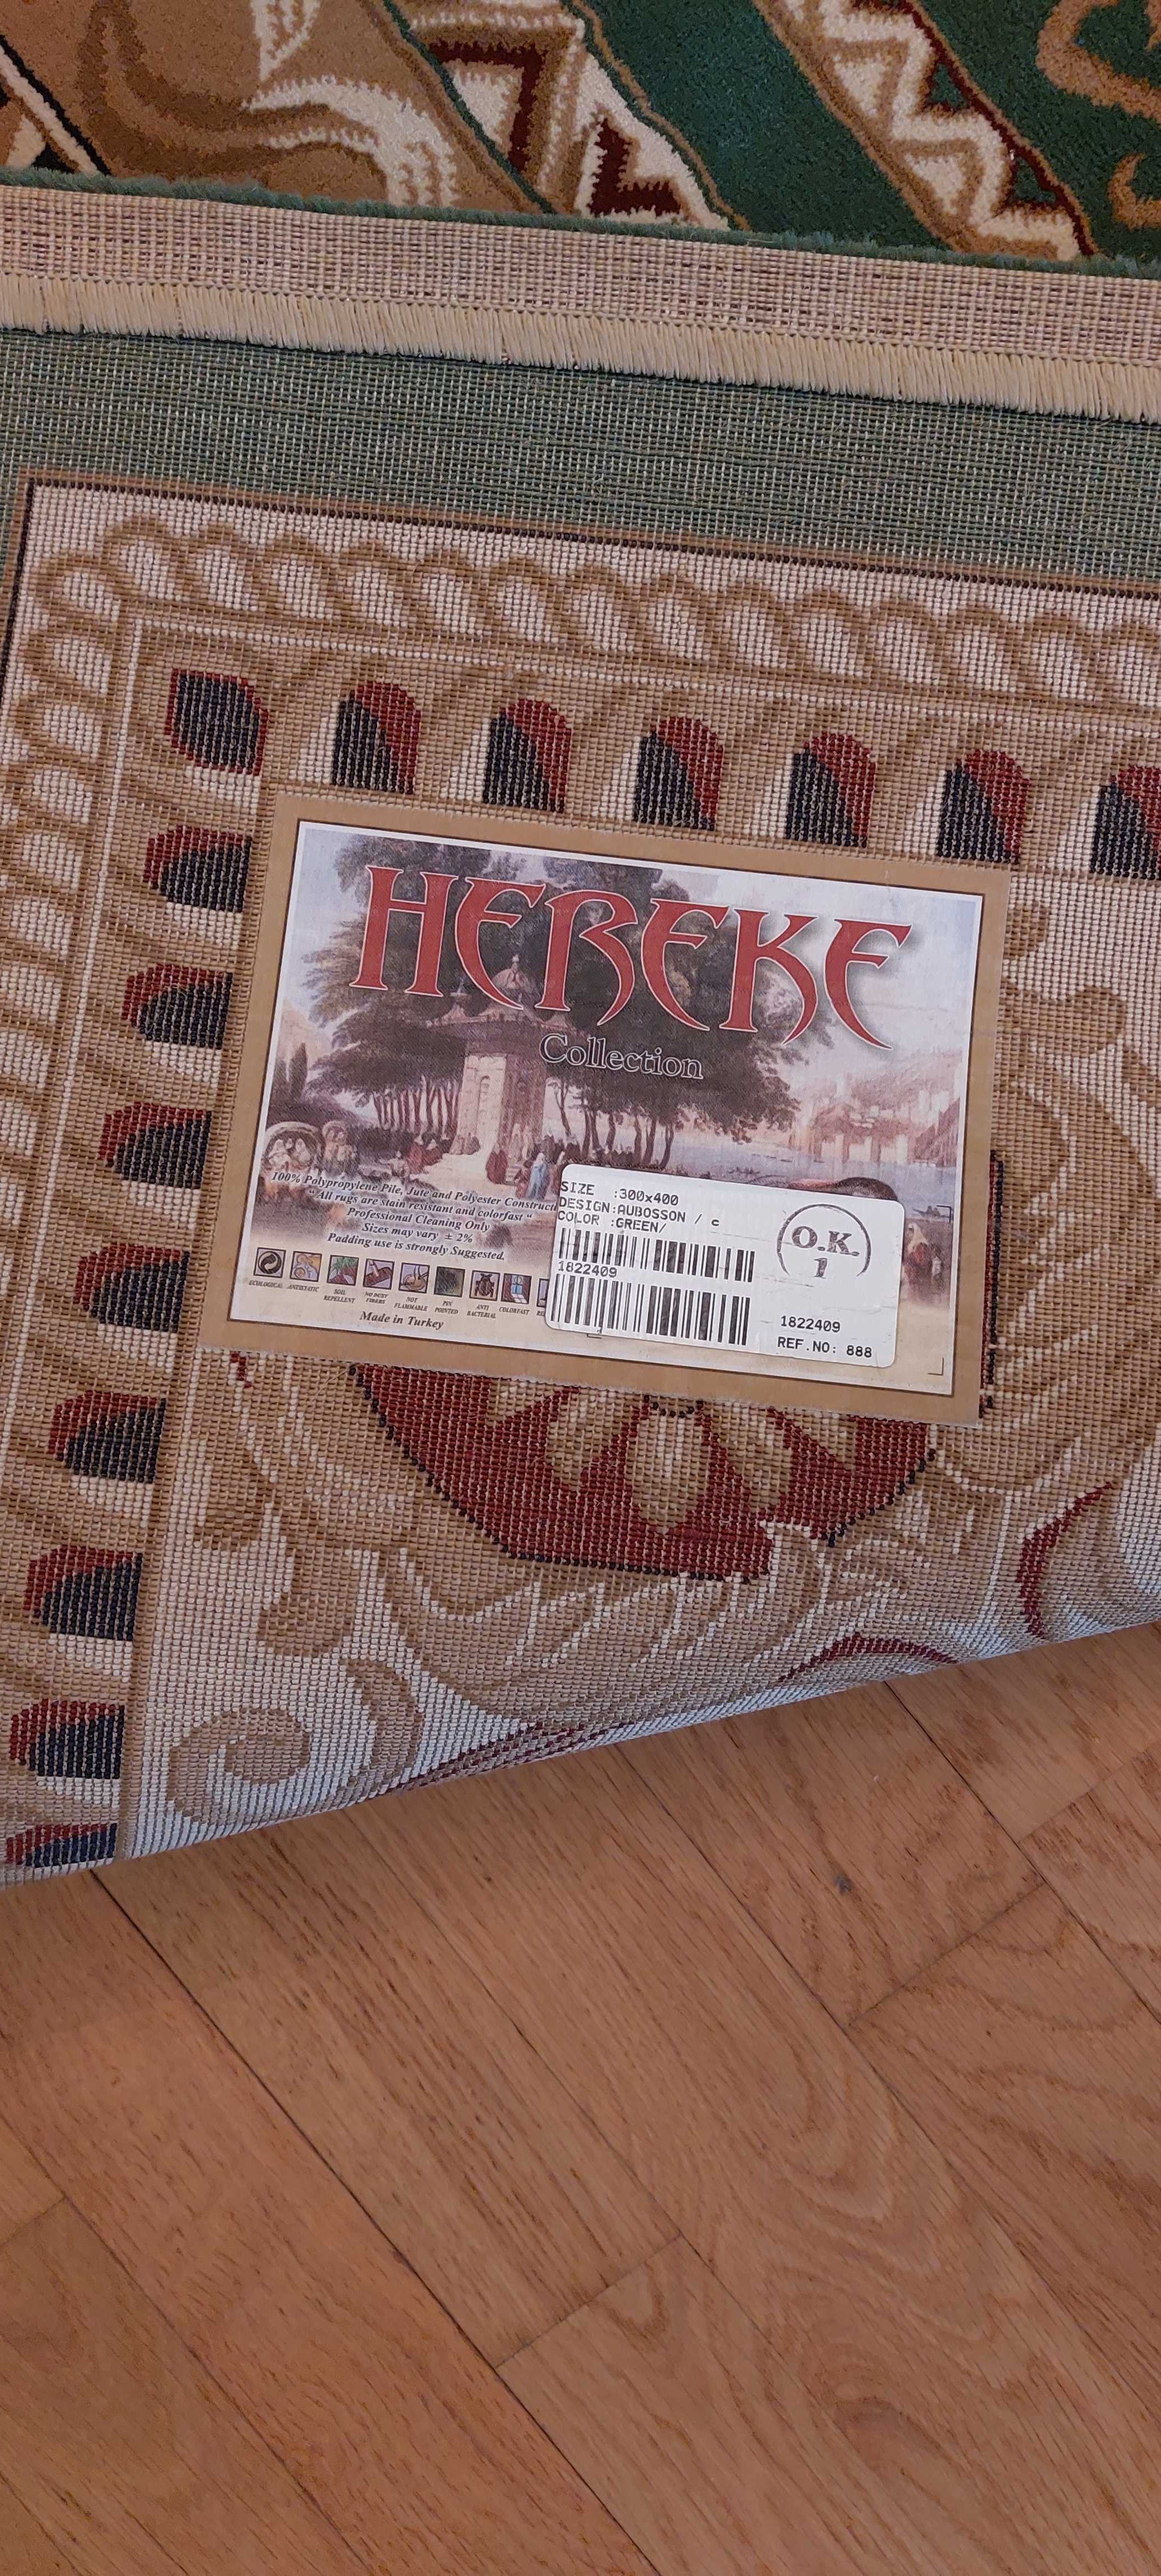 HEREKE
Collection
100% Polypropylene Pile, Jute and Polyester Construct
"All rugs are stain resistant and colorfast"
Professional Cleaning Only
Sizes may vary ± 2%
Padding use is strongly Suggested.
ECOLOGICAL
ANTISTATIC
SOIL REPELLENT
NO DUST FIBERS
NOT FLAMMABLE
PIN POINTED
ANTI BACTERIAL
COLORFAST
Made in Turkey
SIZE :300x400
DESIGN:AUBOSSON / c
COLOR :GREEN/
1822409
O.K.
1
1822409
REF.NO: 888